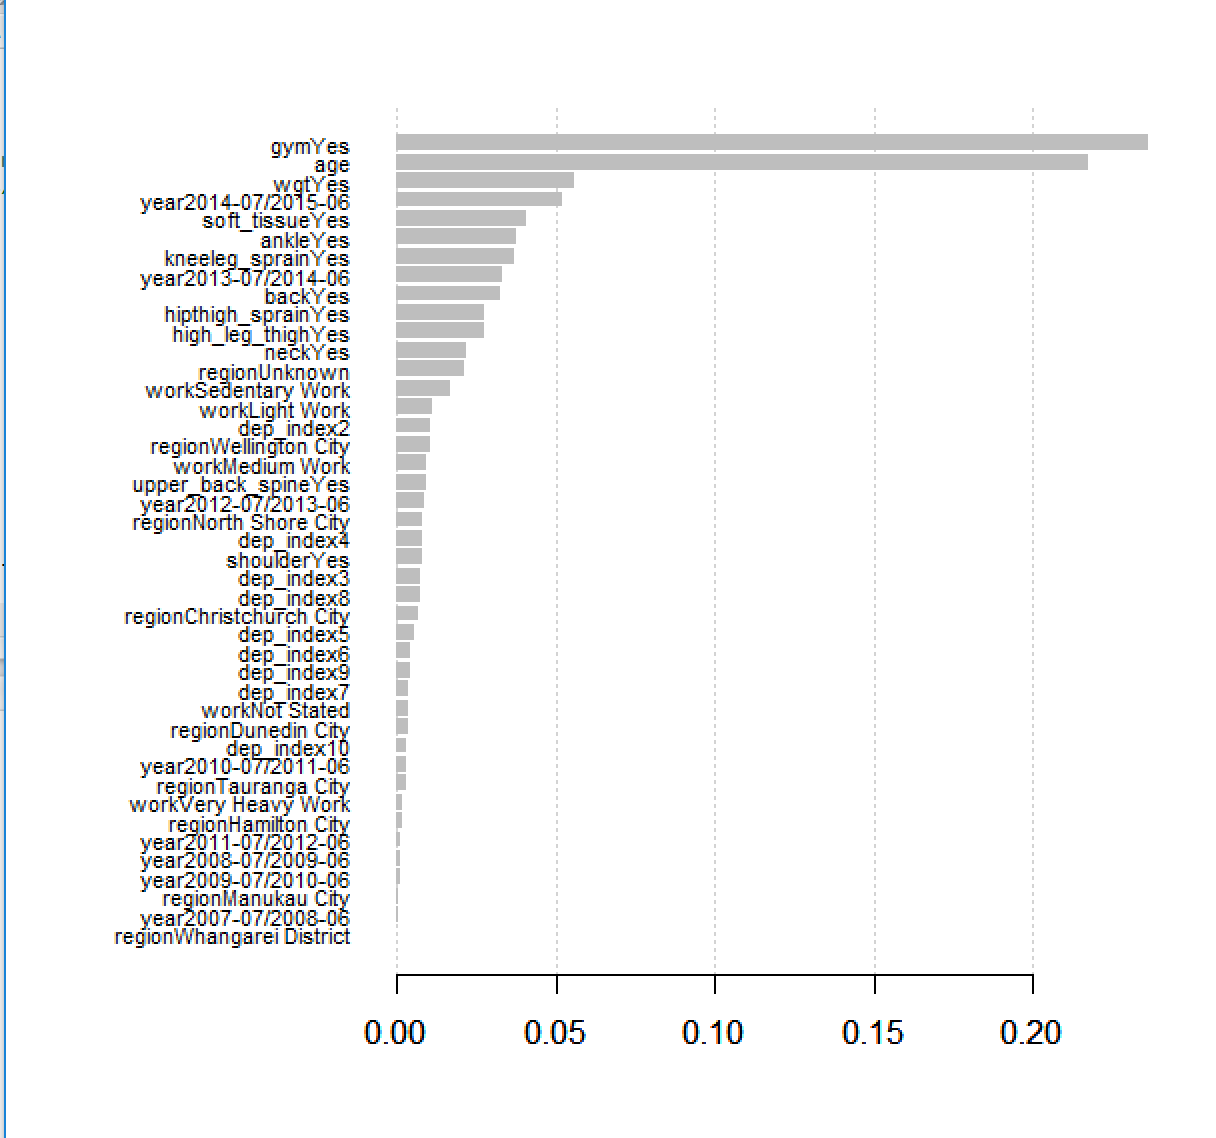 gymYes
age
wgtYes
year2014-07/2015-06
soft_tissueYes
ankleYes
kneeleg_sprainYes
year2013-07/2014-06
backYes
hipthigh_sprainYes
high_leg_thighYes
neckYes
regionUnknown
workSedentary Work
workLight Work
dep_index2
regionWellington City
workMedium Work
upper_back_spineYes
year2012-07/2013-06
regionNorth Shore City
dep_index4
shoulderYes
dep_index3
dep_index8
regionChristchurch City
dep_index5
dep_index6
dep_index9
dep_index7
workNot Stated
regionDunedin City
dep_index10
year2010-07/2011-06
regionTauranga City
workVery Heavy Work
regionHamilton City
year2011-07/2012-06
year2008-07/2009-06
year2009-07/2010-06
regionManukau City
year2007-07/2008-06
regionWhangarei District
0.00 0.05 0.10 0.15 0.20